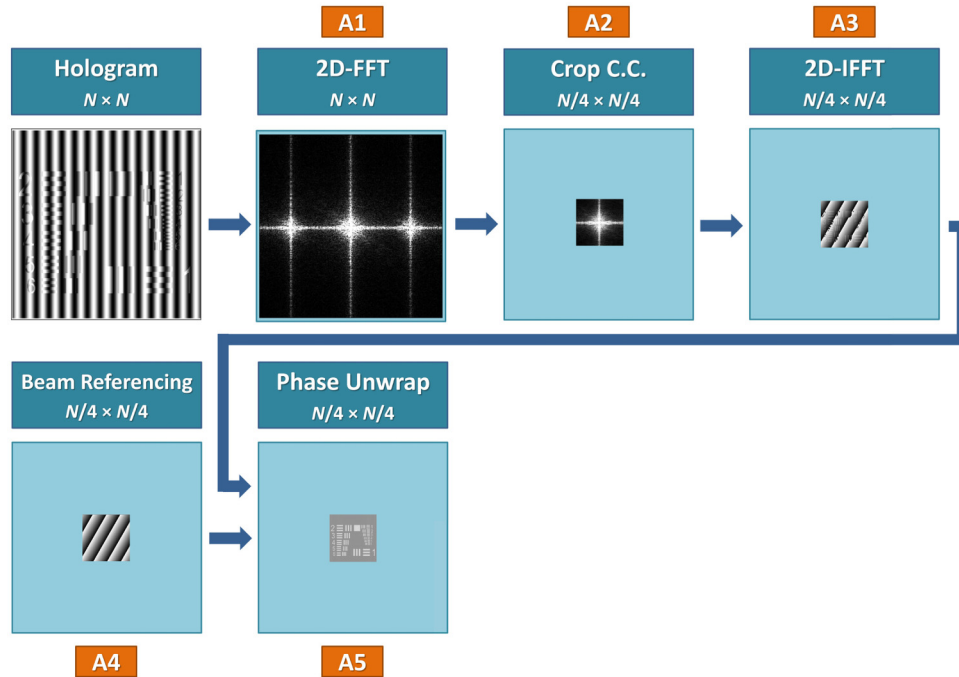 A1
A2
A3
Hologram
N × N
2D-FFT
N × N
Crop C.C.
N/4 × N/4
2D-IFFT
N/4 × N/4
Beam Referencing
N/4 × N/4
Phase Unwrap
N/4 × N/4
A4
A5